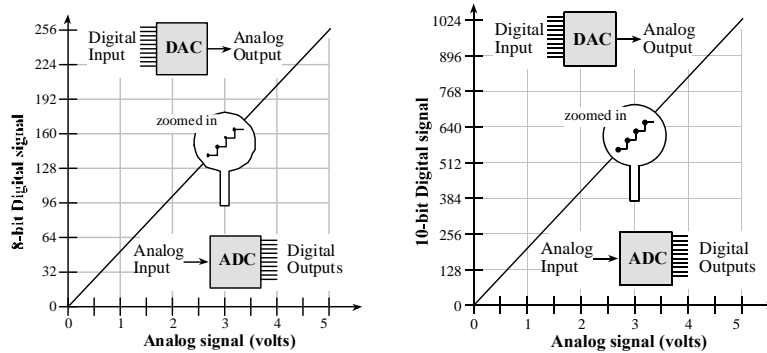 256
224
192
160
128
96
64
32
0
8-bit Digital signal
Digital
Input
DAC
Analog
Output
zoomed in
Analog
Input
ADC
Digital
Outputs
0 1 2 3 4 5
Analog signal (volts)
1024
896
768
640
512
384
256
128
0
10-bit Digital signal
Digital
Input
DAC
Analog
Output
zoomed in
Analog
Input
ADC
Digital
Outputs
0 1 2 3 4 5
Analog signal (volts)